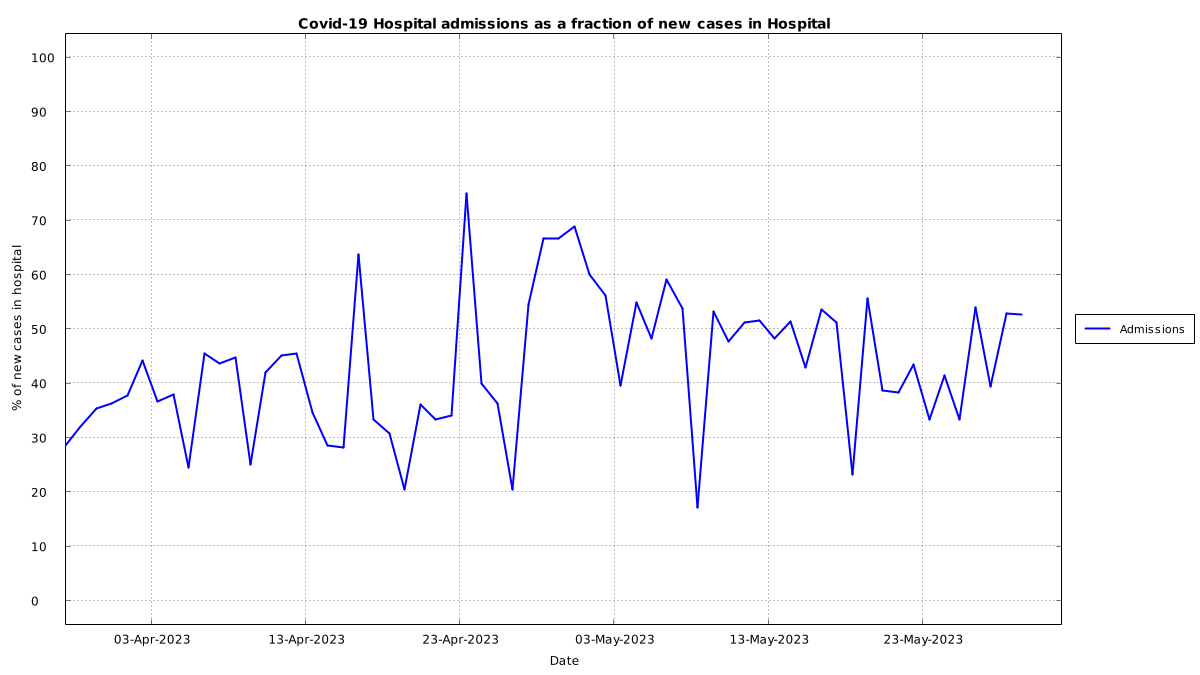 Covid-19 Hospital admissions as a fraction of new cases in Hospital
100
90
80
70
60
50
40
30
20
10
0
% of new cases in hospital
03-Apr-2023
13-Apr-2023
23-Apr-2023
03-May-2023
13-May-2023
23-May-2023
Date
Admissions